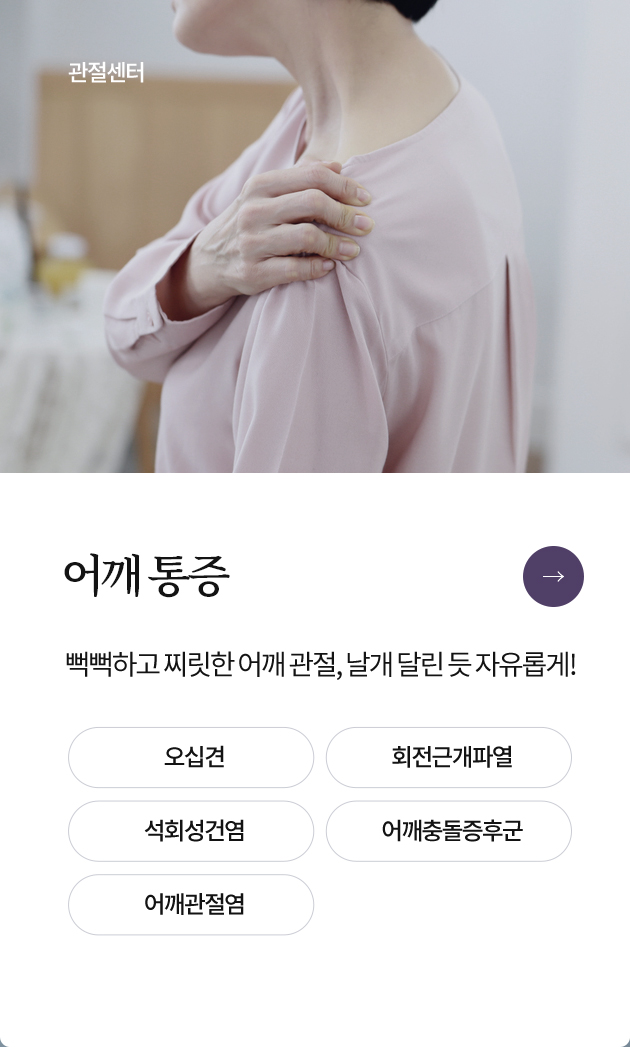 관절센터
어깨 통증
뻑뻑하고 찌릿한 어깨 관절, 날개 달린 듯 자유롭게!
오십견
회전근개파열
석회성건염
어깨충돌증후군
어깨관절염